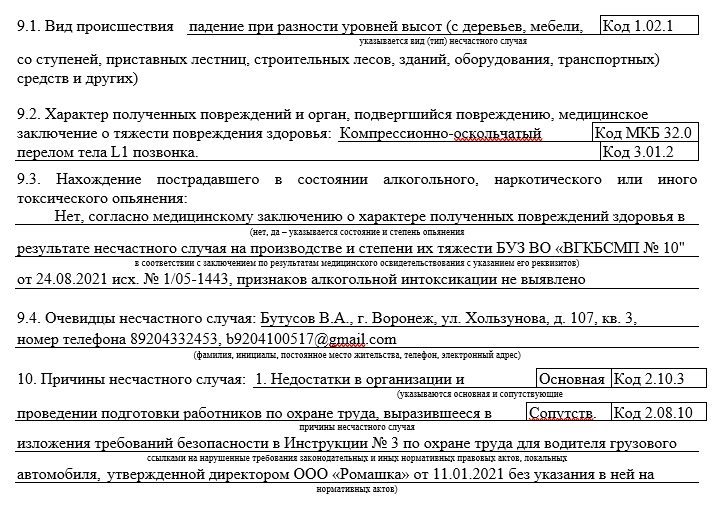 9.1. Вид происшествия падение при разности уровней высот (с деревьев, мебели, Код 1.02.1
указывается вид (тип) несчастного случая
со ступеней, приставных лестниц, строительных лесов, зданий, оборудования, транспортных)
средств и других)
9.2. Характер полученных повреждений и орган, подвергшийся повреждению, медицинское
заключение о тяжести повреждения здоровья: Компрессионно-оскольчатый Код МКБ 32.0
перелом тела L1 позвонка. Код 3.01.2
9.3. Нахождение пострадавшего в состоянии алкогольного, наркотического или иного
токсического опьянения:
Нет, согласно медицинскому заключению о характере полученных повреждений здоровья в
(нет, да – указывается состояние и степень опьянения
результате несчастного случая на производстве и степени их тяжести БУЗ ВО «ВГКБСМП № 10"
в соответствии с заключением по результатам медицинского освидетельствования с указанием его реквизитов)
от 24.08.2021 исх. № 1/05-1443, признаков алкогольной интоксикации не выявлено
9.4. Очевидцы несчастного случая: Бутусов В.А., г. Воронеж, ул. Хользунова, д. 107, кв. 3,
номер телефона 89204332453, b9204100517@gmail.com
(фамилия, инициалы, постоянное место жительства, телефон, электронный адрес)
10. Причины несчастного случая: 1. Недостатки в организации и Основная Код 2.10.3
(указываются основная и сопутствующие
проведении подготовки работников по охране труда, выразившееся в Сопутств. Код 2.08.10
причины несчастного случая
изложения требований безопасности в Инструкции № 3 по охране труда для водителя грузового
ссылками на нарушенные требования законодательных и иных нормативных правовых актов, локальных
автомобиля, утвержденной директором ООО «Ромашка» от 11.01.2021 без указания в ней на
нормативных актов)